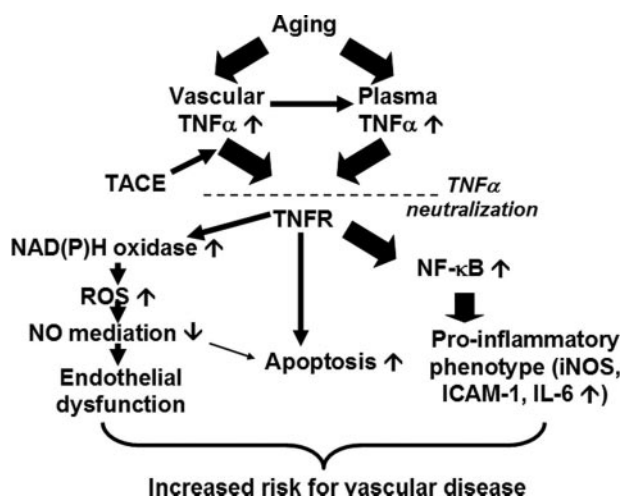 Aging
Vascular
TNFα ↑
Plasma
TNFα ↑
TACE
TNFα
neutralization
TNFR
NAD(P)H oxidase ↑
ROS ↑
NO mediation ↓
Endothelial
dysfunction
Apoptosis ↑
NF-κB ↑
Pro-inflammatory
phenotype (iNOS,
ICAM-1, IL-6 ↑)
Increased risk for vascular disease